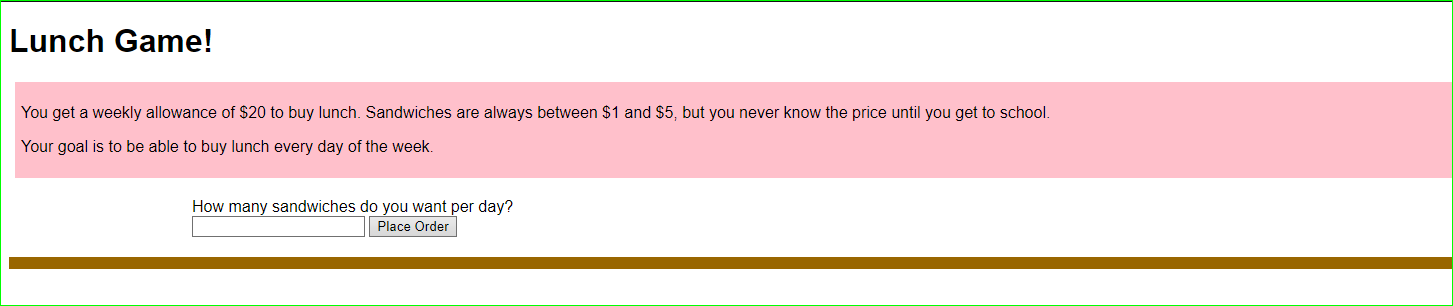 Lunch Game!
You get a weekly allowance of $20 to buy lunch. Sandwiches are always between $1 and $5, but you never know the price until you get to school.
Your goal is to be able to buy lunch every day of the week.
How many sandwiches do you want per day?
Place Order